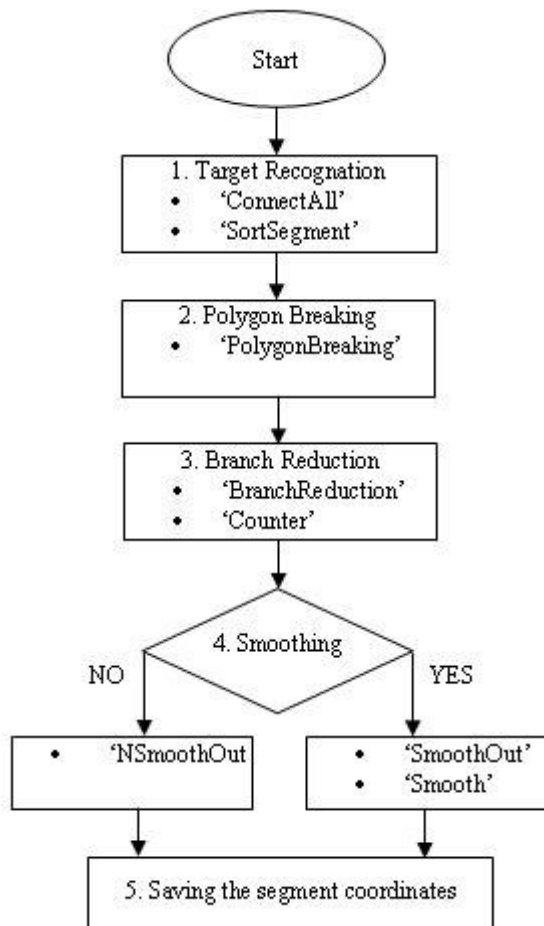 Start
1. Target Recognation
• ‘ConnectAll’
• ‘SortSegment’
2. Polygon Breaking
• ‘PolygonBreaking’
3. Branch Reduction
• ‘BranchReduction’
• ‘Counter’
4. Smoothing
NO
YES
• ‘NSmoothOut
• ‘SmoothOut’
• ‘Smooth’
5. Saving the segment coordinates